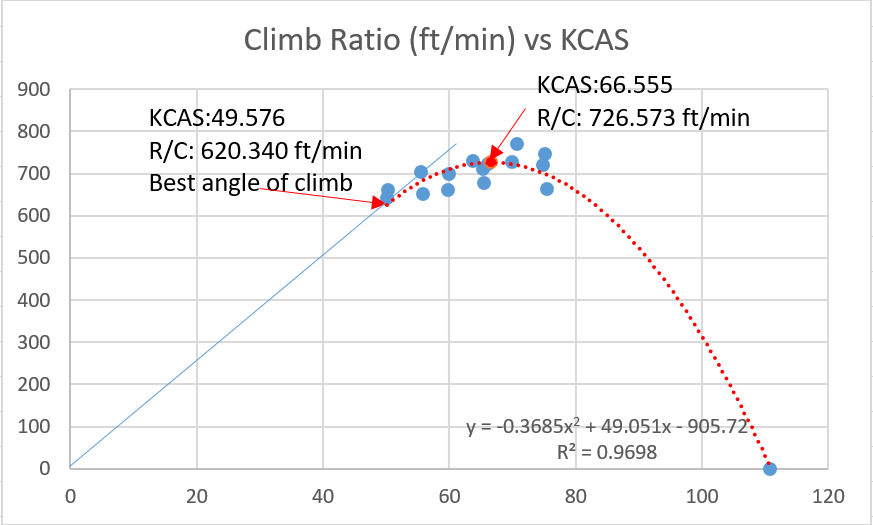 Climb Ratio (ft/min) vs KCAS
KCAS:66.555
R/C: 726.573 ft/min
KCAS:49.576
R/C: 620.340 ft/min
Best angle of climb
900
800
700
600
500
400
300
200
100
0
y = -0.3685x² + 49.051x - 905.72
R² = 0.9698
0 20 40 60 80 100 120